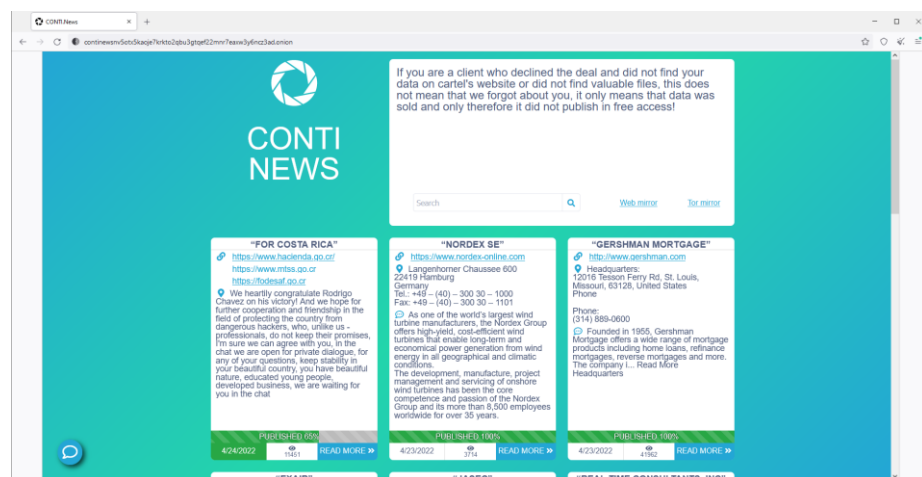 CONTI.News
If you are a client who declined the deal and did not find your
data on cartel's website or did not find valuable files, this does
not mean that we forgot about you, it only means that data was
sold and only therefore it did not publish in free access!
CONTI
NEWS
Search
Web mirror
Tor mirror
"FOR COSTA RICA"
https://www.hacienda.go.cr/
https://www.mtss.go.cr
https://fodesaf.go.cr
We heartily congratulate Rodrigo
Chavez on his victory! And we hope for
further cooperation and friendship in the
field of protecting the country from
dangerous hackers, who, unlike us -
professionals, do not keep their promises,
I'm sure we can agree with you, in the
chat we are open for private dialogue, for
any of your questions, keep stability in
your beautiful country, you have beautiful
nature, educated young people,
developed business, we are waiting for
you in the chat
PUBLISHED 65%
4/24/2022
11451
READ MORE »
"NORDEX SE"
https://www.nordex-online.com
Langenhorner Chaussee 600
22419 Hamburg
Germany
Tel.: +49 – (40) – 300 30 – 1000
Fax: +49 – (40) – 300 30 – 1101
As one of the world's largest wind
turbine manufacturers, the Nordex Group
offers high-yield, cost-efficient wind
turbines that enable long-term and
economical power generation from wind
energy in all geographical and climatic
conditions.
The development, manufacture, project
management and servicing of onshore
wind turbines has been the core
competence and passion of the Nordex
Group and its more than 8,500 employees
worldwide for over 35 years.
PUBLISHED 100%
4/23/2022
3714
READ MORE »
"GERSHMAN MORTGAGE"
http://www.gershman.com
Headquarters:
12016 Tesson Ferry Rd, St. Louis,
Missouri, 63128, United States
Phone
Phone:
(314) 889-0600
Founded in 1955, Gershman
Mortgage offers a wide range of mortgage
products including home loans, refinance
mortgages, reverse mortgages and more.
The company i... Read More
Headquarters
PUBLISHED 100%
4/23/2022
41962
READ MORE »